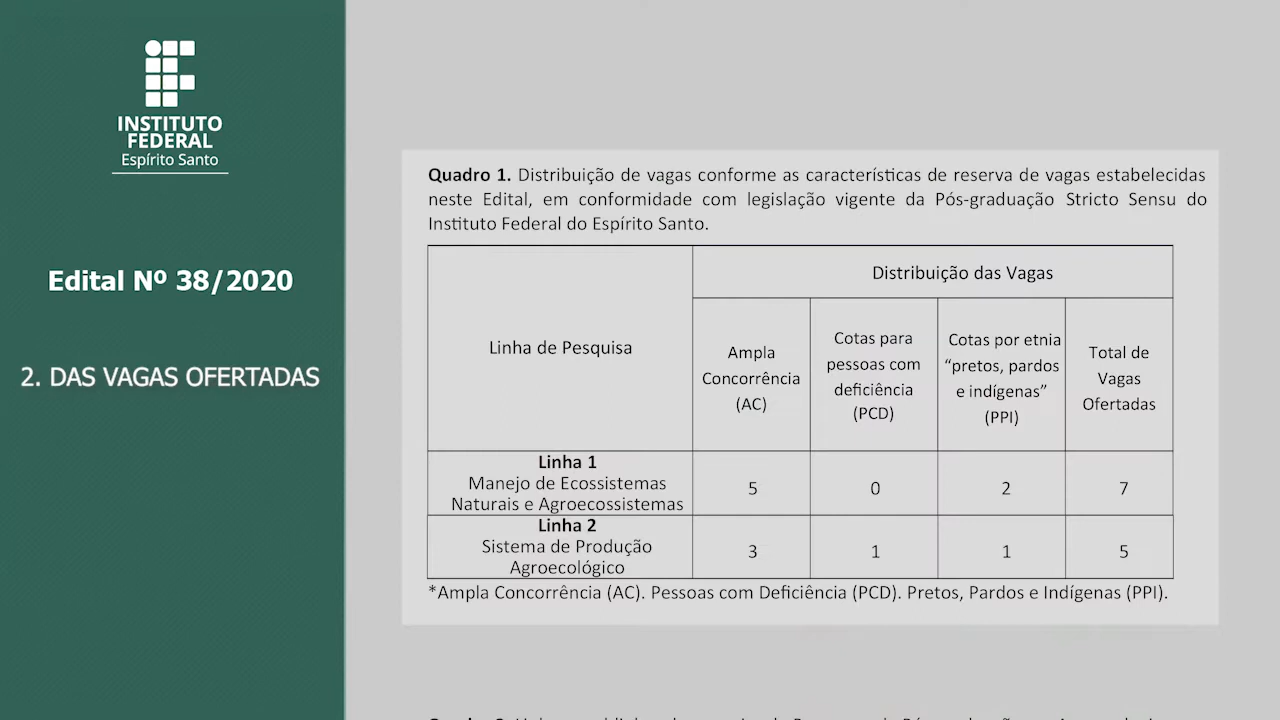 INSTITUTO
FEDERAL
Espírito Santo
Edital Nº 38/2020
2. DAS VAGAS OFERTADAS
Quadro 1. Distribuição de vagas conforme as características de reserva de vagas estabelecidas
neste Edital, em conformidade com legislação vigente da Pós-graduação Stricto Sensu do
Instituto Federal do Espírito Santo.
Linha de Pesquisa
Distribuição das Vagas
Ampla
Concorrência
(AC)
Cotas para
pessoas com
deficiência
(PCD)
Cotas por etnia
“pretos, pardos
e indígenas”
(PPI)
Total de
Vagas
Ofertadas
Linha 1
Manejo de Ecossistemas
Naturais e Agroecossistemas
5
0
2
7
Linha 2
Sistema de Produção
Agroecológico
3
1
1
5
*Ampla Concorrência (AC). Pessoas com Deficiência (PCD). Pretos, Pardos e Indígenas (PPI).